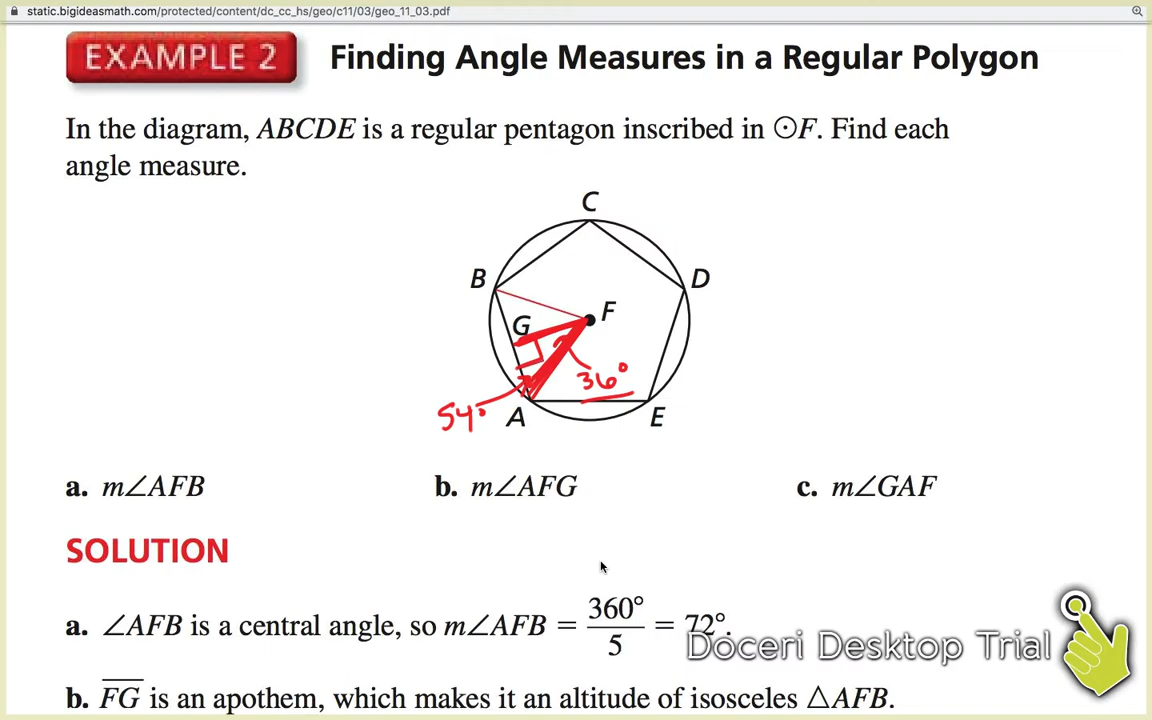 static.bigideasmath.com/protected/content/dc_cc_hs/geo/c11/03/geo_11_03.pdf
EXAMPLE 2 Finding Angle Measures in a Regular Polygon
In the diagram, ABCDE is a regular pentagon inscribed in ⊙F. Find each
angle measure.
C
B
D
G
F
36°
54°
A
E
a. m∠AFB b. m∠AFG c. m∠GAF
SOLUTION
a. ∠AFB is a central angle, so m∠AFB = 360°/5 = 72°.
Doceri Desktop Trial
b. F̅G̅ is an apothem, which makes it an altitude of isosceles △AFB.